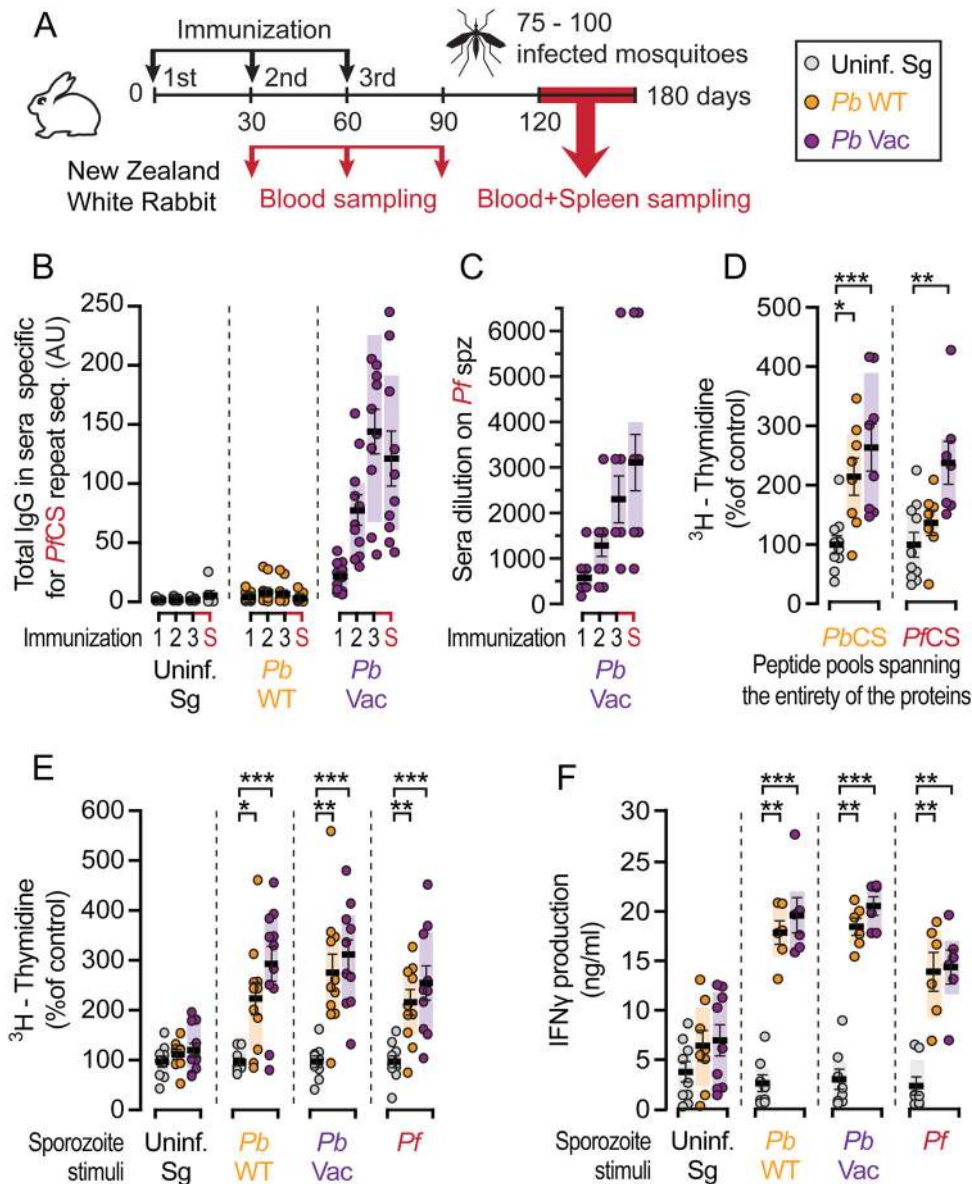 A
Immunization
1st 2nd 3rd
0
30 60 90 120 180 days
75 - 100
infected mosquitoes
New Zealand
White Rabbit
Blood sampling
Blood+Spleen sampling
Uninf. Sg
Pb WT
Pb Vac
B
Total IgG in sera specific
for PfCS repeat seq. (AU)
250
200
150
100
50
0
Immunization 1 2 3 S 1 2 3 S 1 2 3 S
Uninf. Pb Pb
Sg WT Vac
C
Sera dilution on Pf spz
6000
5000
4000
3000
2000
1000
0
1 2 3 S
Pb
Vac
D
*** **
*
³H - Thymidine
(%of control)
500
400
300
200
100
0
PbCS PfCS
Peptide pools spanning
the entirety of the proteins
E
*** *** ***
* ** **
³H - Thymidine
(%of control)
600
500
400
300
200
100
0
Sporozoite
stimuli
Uninf. Pb Pb Pf
Sg WT Vac
F
*** *** **
** ** **
IFNγ production
(ng/ml)
30
25
20
15
10
5
0
Sporozoite
stimuli
Uninf. Pb Pb Pf
Sg WT Vac